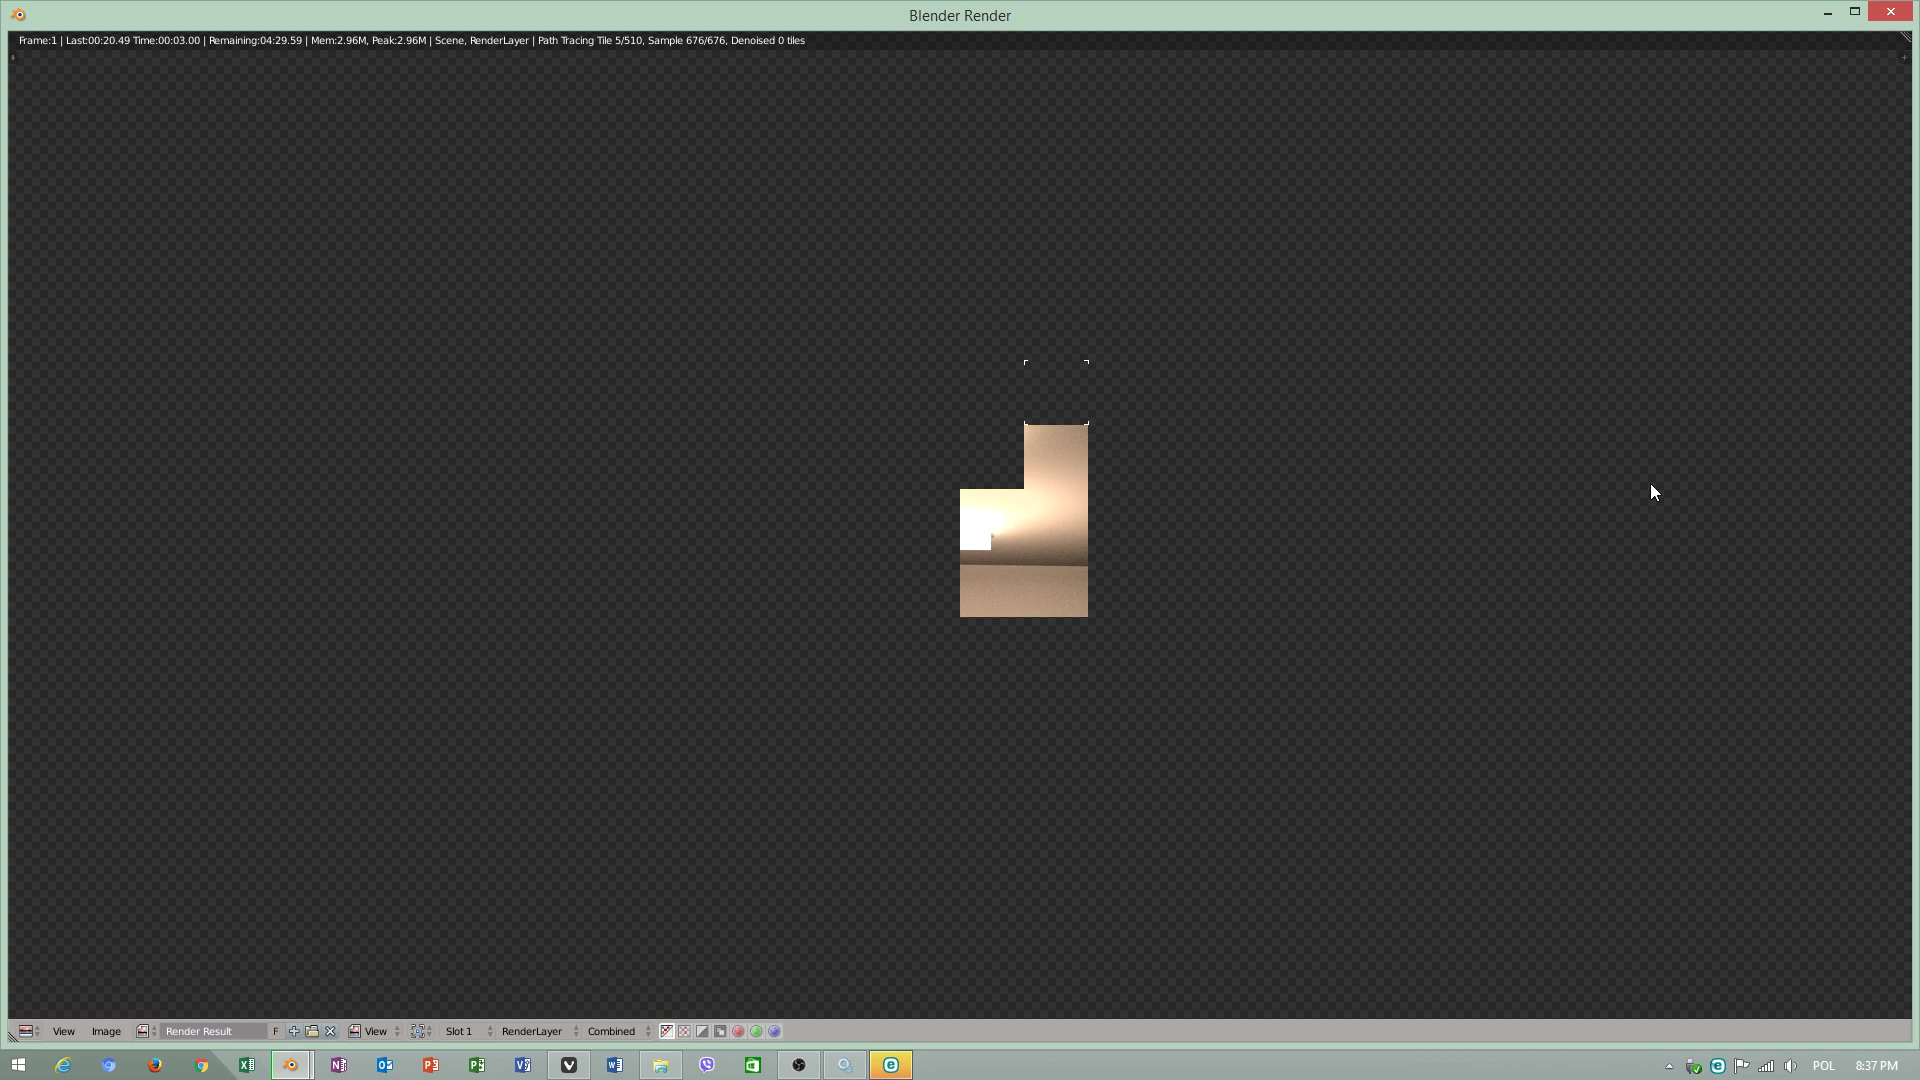 Blender Render
Frame:1 | Last:00:20.49 Time:00:03.00 | Remaining:04:29.59 | Mem:2.96M, Peak:2.96M | Scene, RenderLayer | Path Tracing Tile 5/510, Sample 676/676, Denoised 0 tiles
View Image Render Result F View Slot 1 RenderLayer Combined
POL 8:37 PM